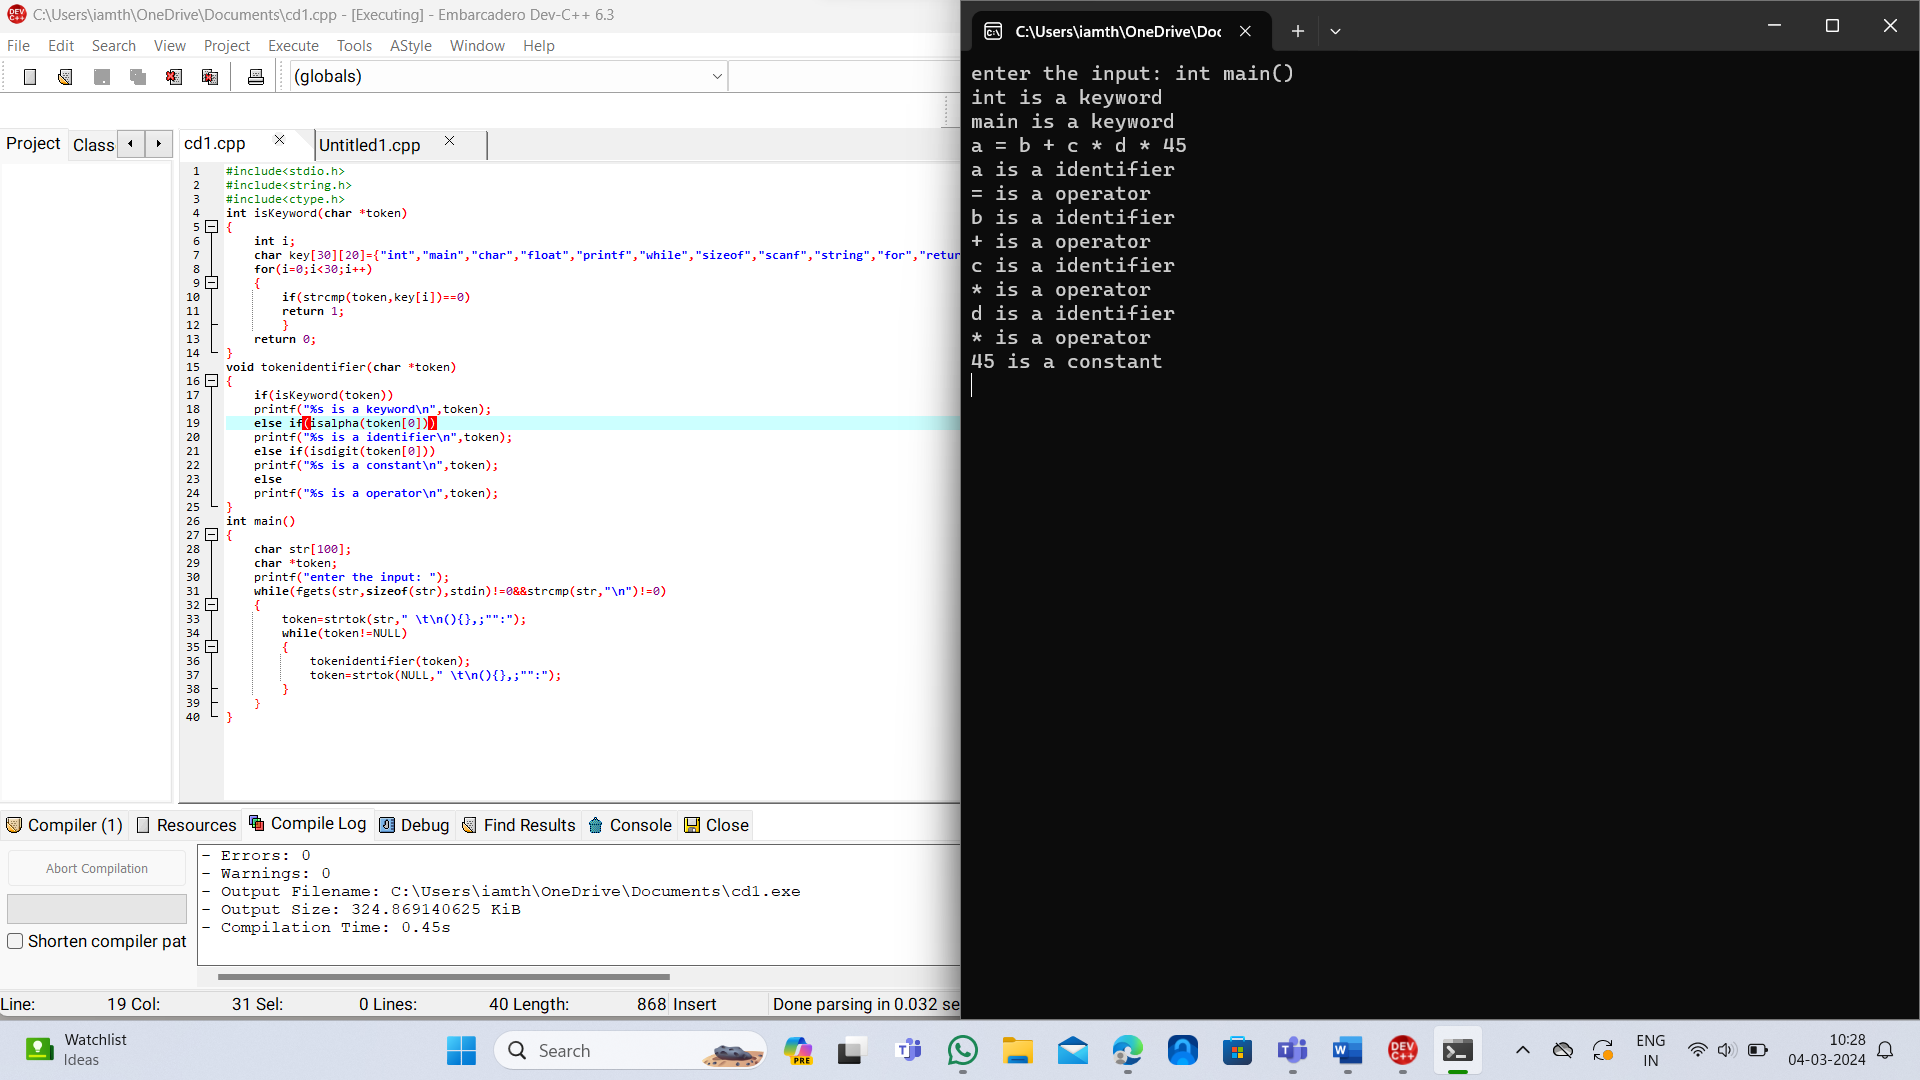 C:\Users\iamth\OneDrive\Documents\cd1.cpp - [Executing] - Embarcadero Dev-C++ 6.3
File Edit Search View Project Execute Tools AStyle Window Help
(globals)
Project Class cd1.cpp Untitled1.cpp
1 #include<stdio.h>
2 #include<string.h>
3 #include<ctype.h>
4 int isKeyword(char *token)
5 {
6 int i;
7 char key[30][20]={"int","main","char","float","printf","while","sizeof","scanf","string","for","retur
8 for(i=0;i<30;i++)
9 {
10 if(strcmp(token,key[i])==0)
11 return 1;
12 }
13 return 0;
14 }
15 void tokenidentifier(char *token)
16 {
17 if(isKeyword(token))
18 printf("%s is a keyword\n",token);
19 else if(isalpha(token[0]))
20 printf("%s is a identifier\n",token);
21 else if(isdigit(token[0]))
22 printf("%s is a constant\n",token);
23 else
24 printf("%s is a operator\n",token);
25 }
26 int main()
27 {
28 char str[100];
29 char *token;
30 printf("enter the input: ");
31 while(fgets(str,sizeof(str),stdin)!=0&&strcmp(str,"\n")!=0)
32 {
33 token=strtok(str," \t\n(){},;"":");
34 while(token!=NULL)
35 {
36 tokenidentifier(token);
37 token=strtok(NULL," \t\n(){},;"":");
38 }
39 }
40 }
Compiler (1) Resources Compile Log Debug Find Results Console Close
Abort Compilation
Shorten compiler pat
- Errors: 0
- Warnings: 0
- Output Filename: C:\Users\iamth\OneDrive\Documents\cd1.exe
- Output Size: 324.869140625 KiB
- Compilation Time: 0.45s
Line: 19 Col: 31 Sel: 0 Lines: 40 Length: 868 Insert Done parsing in 0.032 se
C:\Users\iamth\OneDrive\Doc
enter the input: int main()
int is a keyword
main is a keyword
a = b + c * d * 45
a is a identifier
= is a operator
b is a identifier
+ is a operator
c is a identifier
* is a operator
d is a identifier
* is a operator
45 is a constant
Watchlist
Ideas
Search
PRE
DEV C++
ENG
IN
10:28
04-03-2024